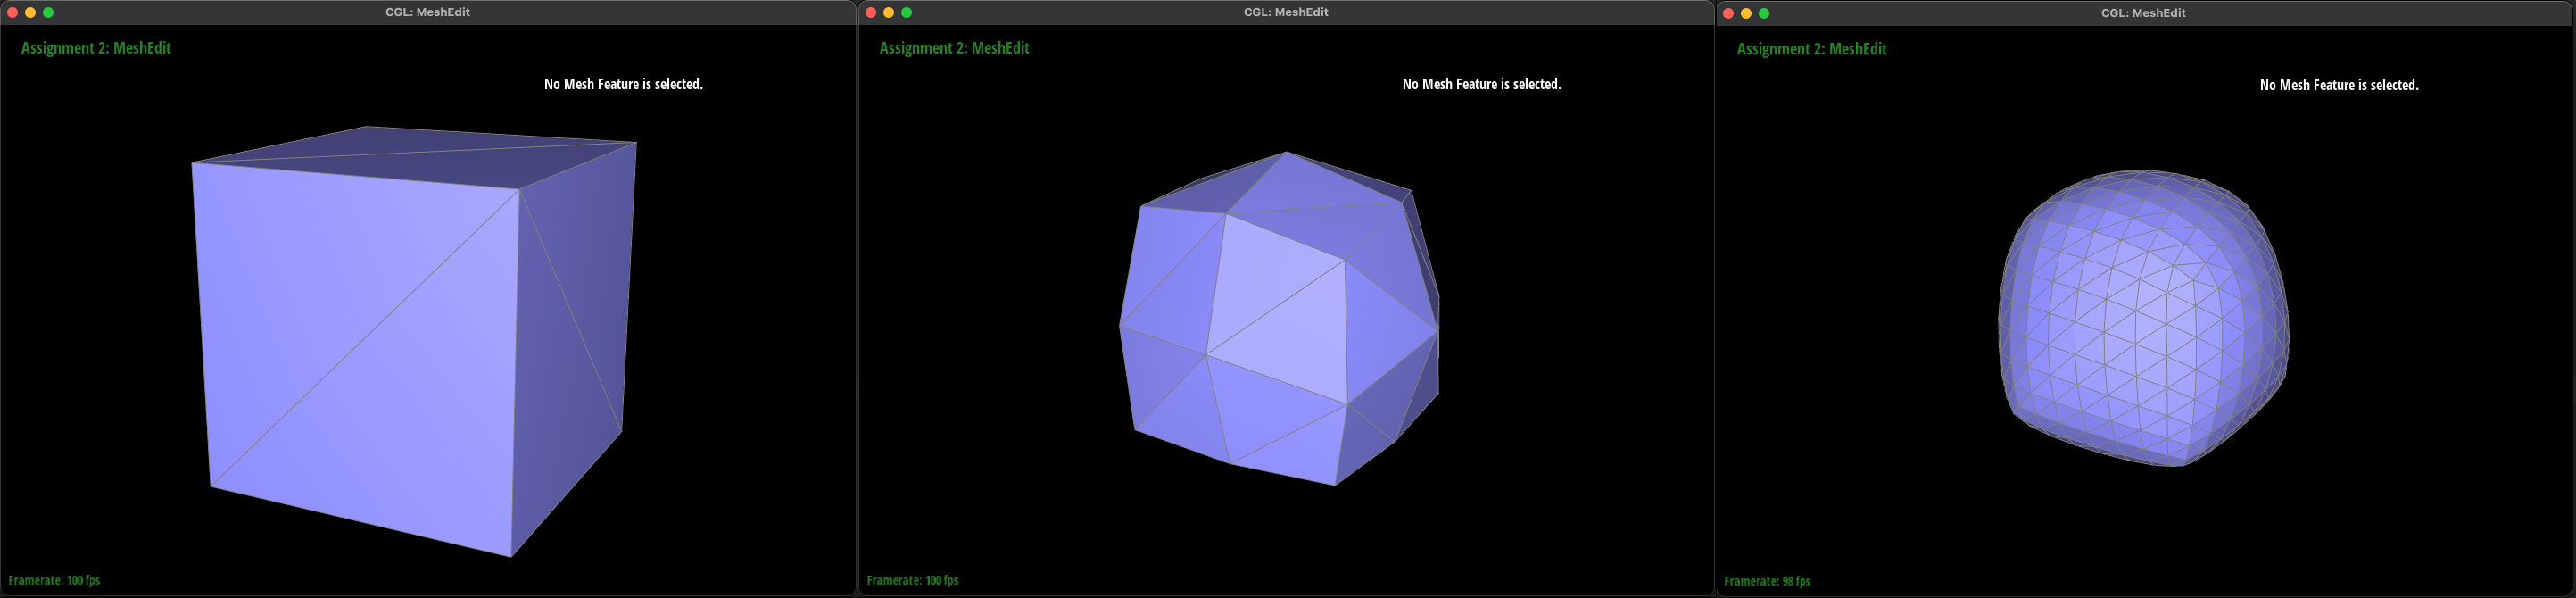 CGL: MeshEdit
Assignment 2: MeshEdit
No Mesh Feature is selected.
Framerate: 100 fps
CGL: MeshEdit
Assignment 2: MeshEdit
No Mesh Feature is selected.
Framerate: 100 fps
CGL: MeshEdit
Assignment 2: MeshEdit
No Mesh Feature is selected.
Framerate: 98 fps